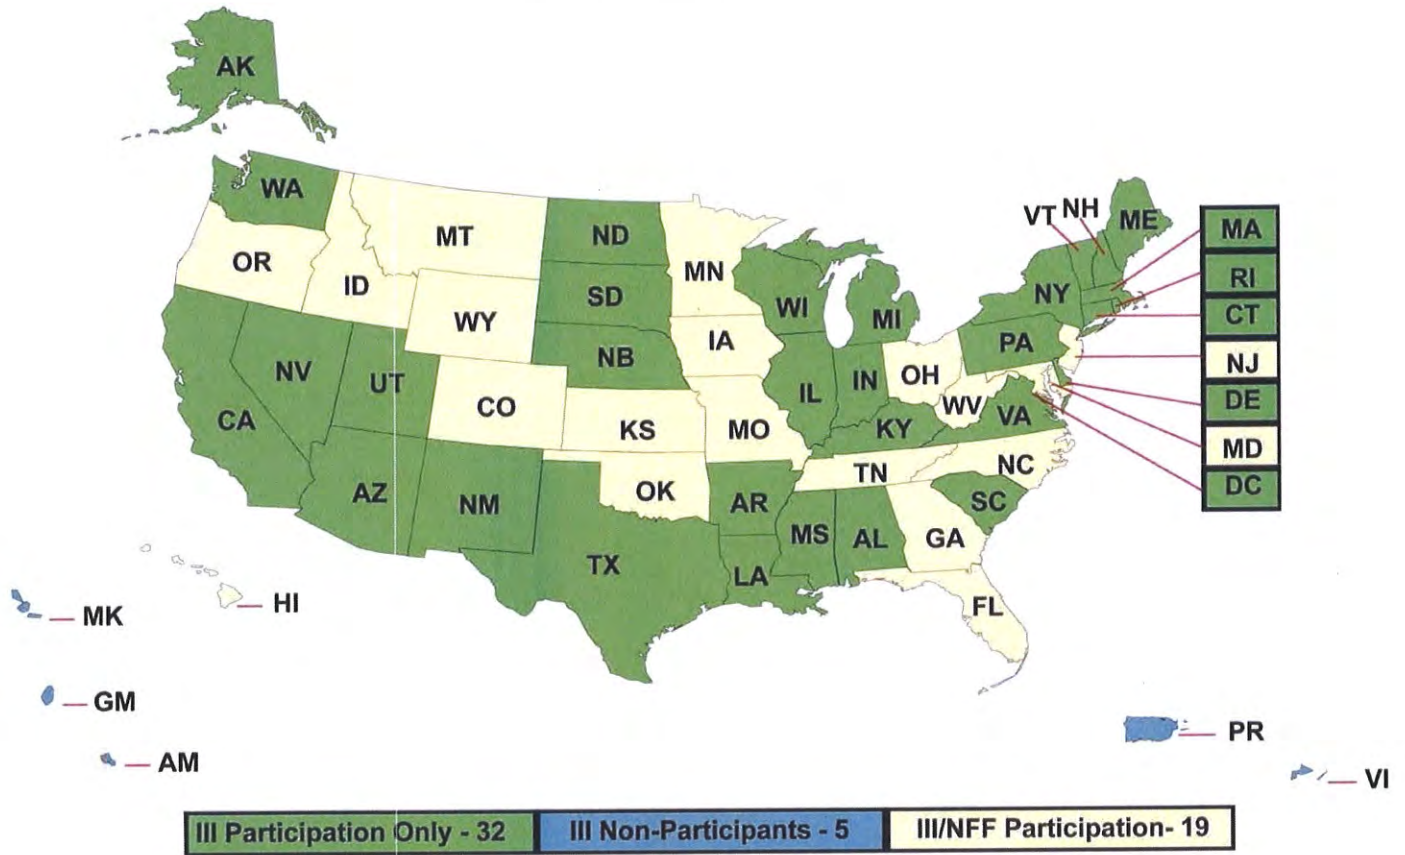 AK
WA
MT
ND
MN
OR
ID
WY
SD
WI
MI
VT NH
ME
MA
NY
RI
CT
NB
IA
PA
NJ
NV
UT
CO
IL
IN
OH
DE
CA
KS
MO
KY
WV
VA
MD
AZ
NM
OK
AR
TN
NC
SC
DC
TX
LA
MS
AL
GA
FL
HI
MK
GM
AM
PR
VI
III Participation Only - 32
III Non-Participants - 5
III/NFF Participation- 19